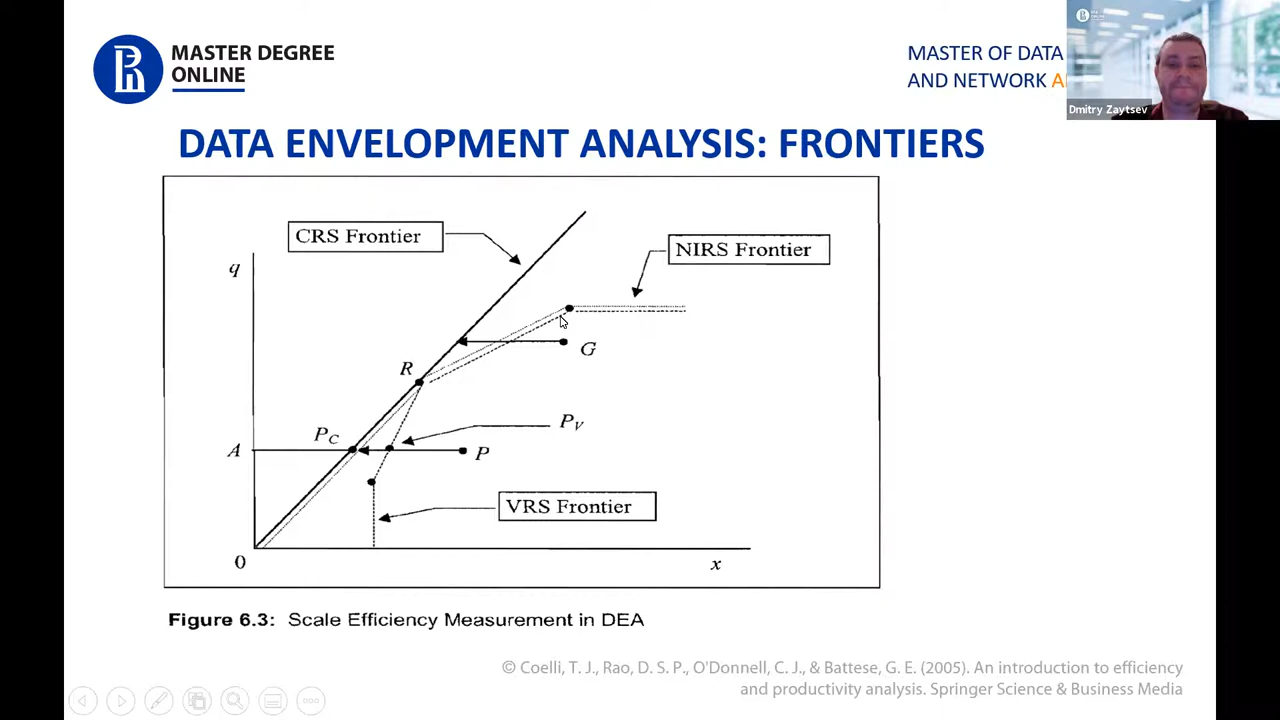 MASTER DEGREE
ONLINE
MASTER OF DATA
AND NETWORK A
Dmitry Zaytsev
DATA ENVELOPMENT ANALYSIS: FRONTIERS
CRS Frontier
NIRS Frontier
q
G
R
P_V
P_C
A
P
VRS Frontier
0
x
Figure 6.3: Scale Efficiency Measurement in DEA
© Coelli, T. J., Rao, D. S. P., O'Donnell, C. J., & Battese, G. E. (2005). An introduction to efficiency
and productivity analysis. Springer Science & Business Media